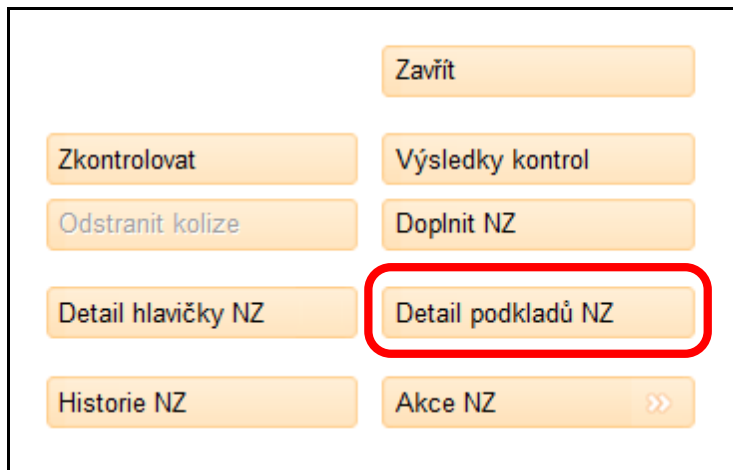 Zavřít
Zkontrolovat
Výsledky kontrol
Odstranit kolize
Doplnit NZ
Detail hlavičky NZ
Detail podkladů NZ
Historie NZ
Akce NZ